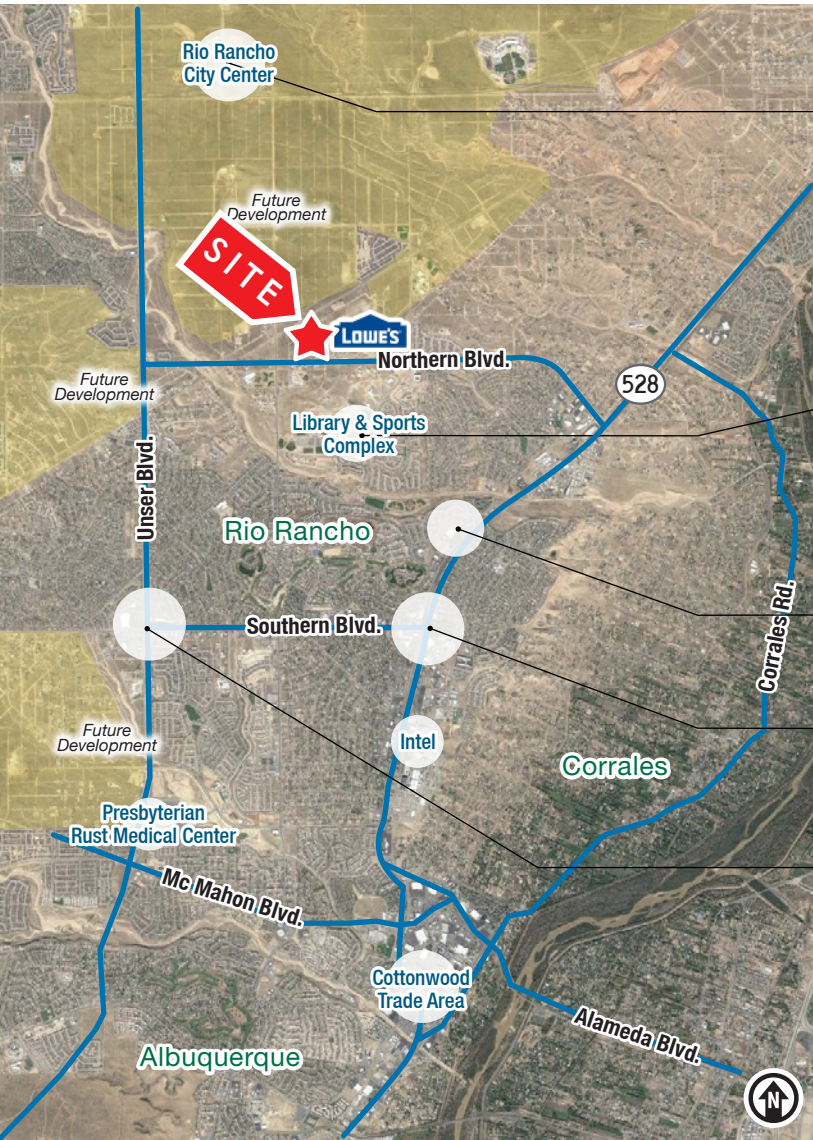 Rio Rancho
City Center
Future
Development
SITE
LOWE'S
Northern Blvd.
528
Future
Development
Library & Sports
Complex
Unser Blvd.
Rio Rancho
Southern Blvd.
Corrales Rd.
Future
Development
Intel
Corrales
Presbyterian
Rust Medical Center
Mc Mahon Blvd.
Cottonwood
Trade Area
Alameda Blvd.
Albuquerque
N